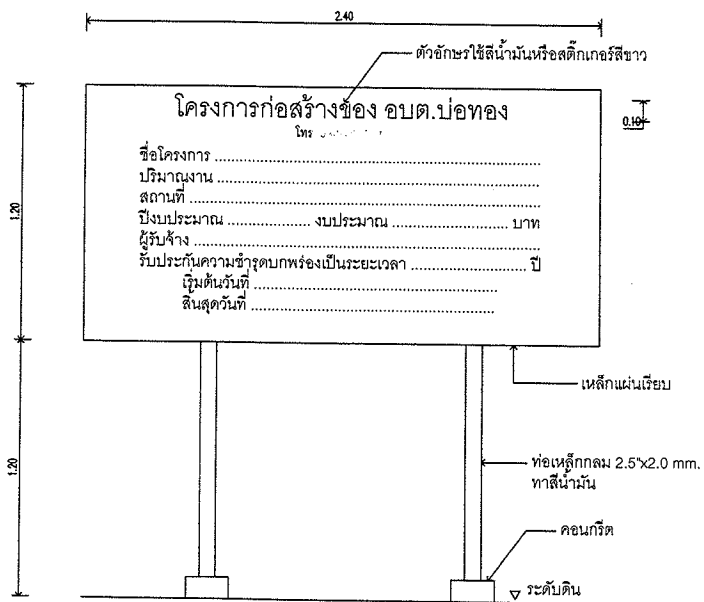 2.40
ตัวอักษรใช้สีน้ำมันหรือสติ๊กเกอร์สีขาว
โครงการก่อสร้างของ อบต.บ่อทอง
0.10
โทร
ชื่อโครงการ ....................
ปริมาณงาน ....................
สถานที่ ....................
ปีงบประมาณ .................... งบประมาณ .................... บาท
ผู้รับจ้าง ....................
รับประกันความชำรุดบกพร่องเป็นระยะเวลา .................... ปี
เริ่มต้นวันที่ ....................
สิ้นสุดวันที่ ....................
1.20
เหล็กแผ่นเรียบ
1.20
ท่อเหล็กกลม 2.5"x2.0 mm.
ทาสีน้ำมัน
คอนกรีต
ระดับดิน